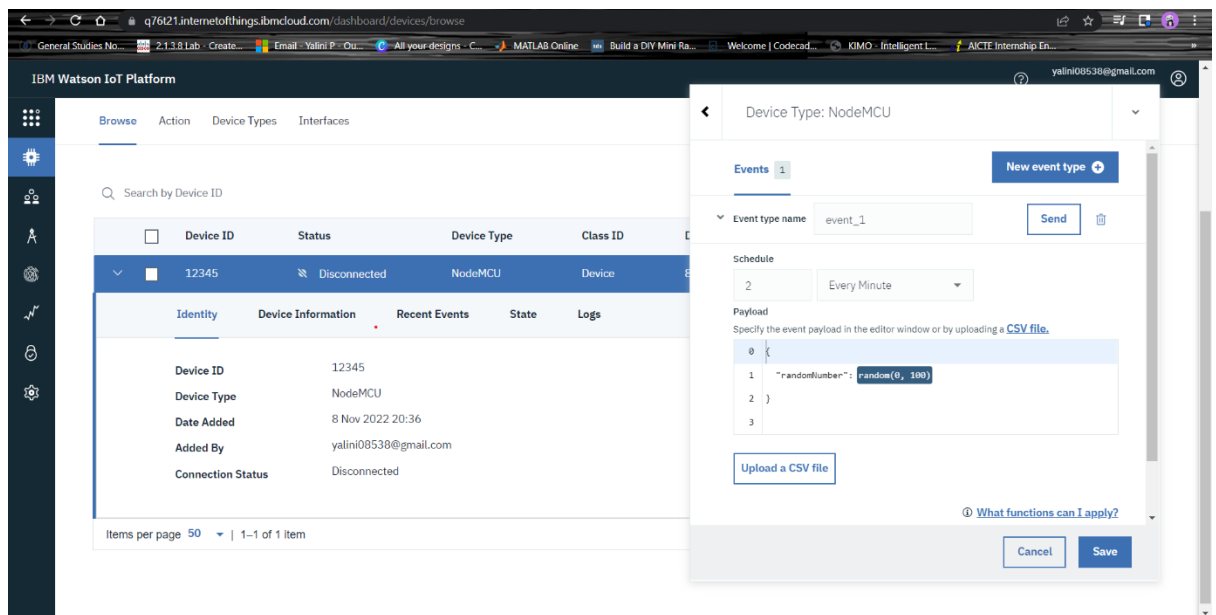 q76t21.internetofthings.ibmcloud.com/dashboard/devices/browse
General Studies No... 2.1.3.8 Lab - Create... Email - Yalini P - Ou... All your designs - C... MATLAB Online Build a DIY Mini Ra... Welcome | Codecad... KIMO - Intelligent L... AICTE Internship En... »
IBM Watson IoT Platform
yalini08538@gmail.com
Browse Action Device Types Interfaces
Search by Device ID
Device ID Status Device Type Class ID D
12345 Disconnected NodeMCU Device 8
Identity Device Information Recent Events State Logs
Device ID 12345
Device Type NodeMCU
Date Added 8 Nov 2022 20:36
Added By yalini08538@gmail.com
Connection Status Disconnected
Items per page 50 | 1–1 of 1 item
Device Type: NodeMCU
Events 1 New event type
Event type name event_1 Send
Schedule
2 Every Minute
Payload
Specify the event payload in the editor window or by uploading a CSV file.
0 {
1 "randomNumber": random(0, 100)
2 }
3
Upload a CSV file
What functions can I apply?
Cancel Save